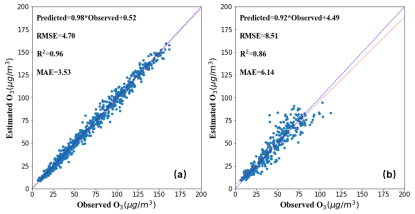 Predicted=0.98*Observed+0.52
RMSE=4.70
R²=0.96
MAE=3.53
Estimated O₃(μg/m³)
200
175
150
125
100
75
50
25
0
0 25 50 75 100 125 150 175 200
Observed O₃(μg/m³)
(a)
Predicted=0.92*Observed+4.49
RMSE=8.51
R²=0.86
MAE=6.14
Estimated O₃(μg/m³)
200
175
150
125
100
75
50
25
0
0 25 50 75 100 125 150 175 200
Observed O₃(μg/m³)
(b)